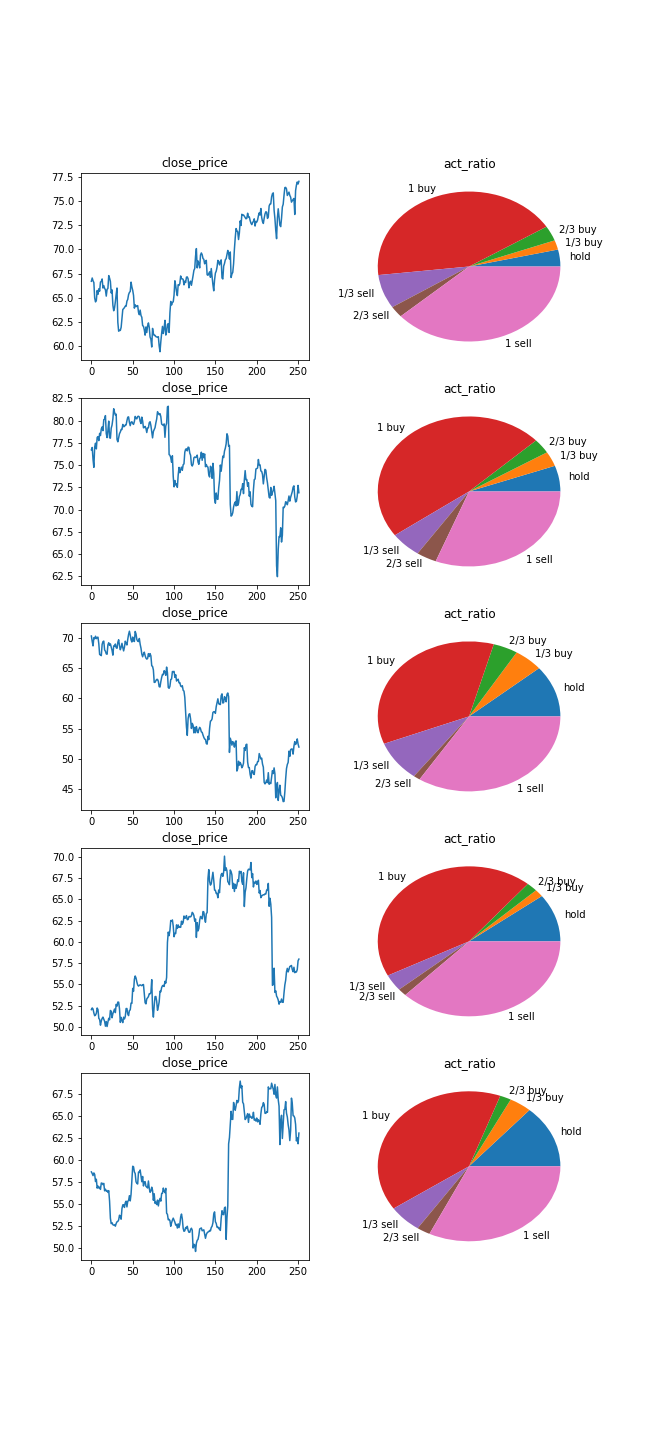 close_price
77.5
75.0
72.5
70.0
67.5
65.0
62.5
60.0
0 50 100 150 200 250
act_ratio
1 buy
2/3 buy
1/3 buy
hold
1/3 sell
2/3 sell
1 sell
close_price
82.5
80.0
77.5
75.0
72.5
70.0
67.5
65.0
62.5
0 50 100 150 200 250
act_ratio
1 buy
2/3 buy
1/3 buy
hold
1/3 sell
2/3 sell
1 sell
close_price
70
65
60
55
50
45
0 50 100 150 200 250
act_ratio
2/3 buy
1/3 buy
1 buy
hold
1/3 sell
2/3 sell
1 sell
close_price
70.0
67.5
65.0
62.5
60.0
57.5
55.0
52.5
50.0
0 50 100 150 200 250
act_ratio
1 buy
2/3 buy
1/3 buy
hold
1/3 sell
2/3 sell
1 sell
close_price
67.5
65.0
62.5
60.0
57.5
55.0
52.5
50.0
0 50 100 150 200 250
act_ratio
2/3 buy
1/3 buy
1 buy
hold
1/3 sell
2/3 sell
1 sell